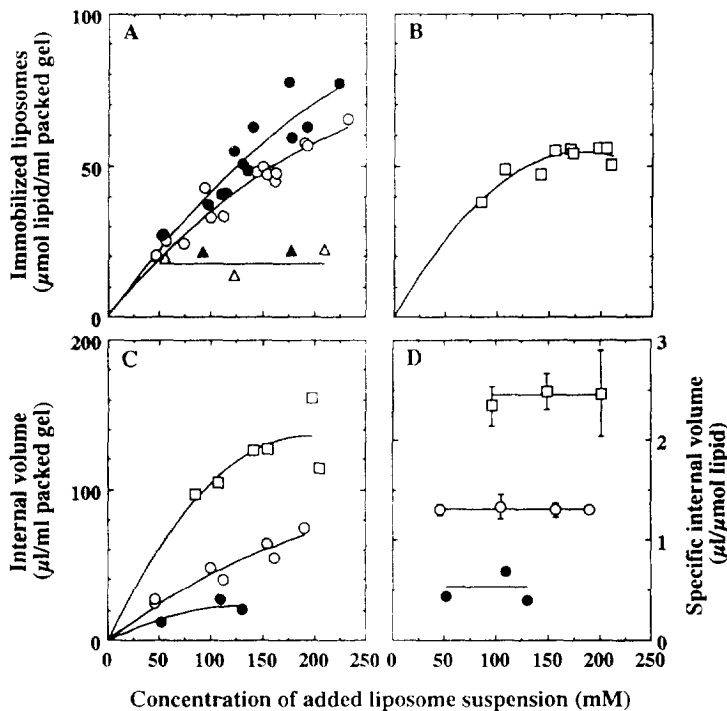 A
B
100
50
0
Immobilized liposomes
(μmol lipid/ml packed gel)
C
D
200
100
0
0 50 100 150 200 250
Internal volume
(μl/ml packed gel)
0 50 100 150 200 250
3
2
1
0
Specific internal volume
(μl/μmol lipid)
Concentration of added liposome suspension (mM)